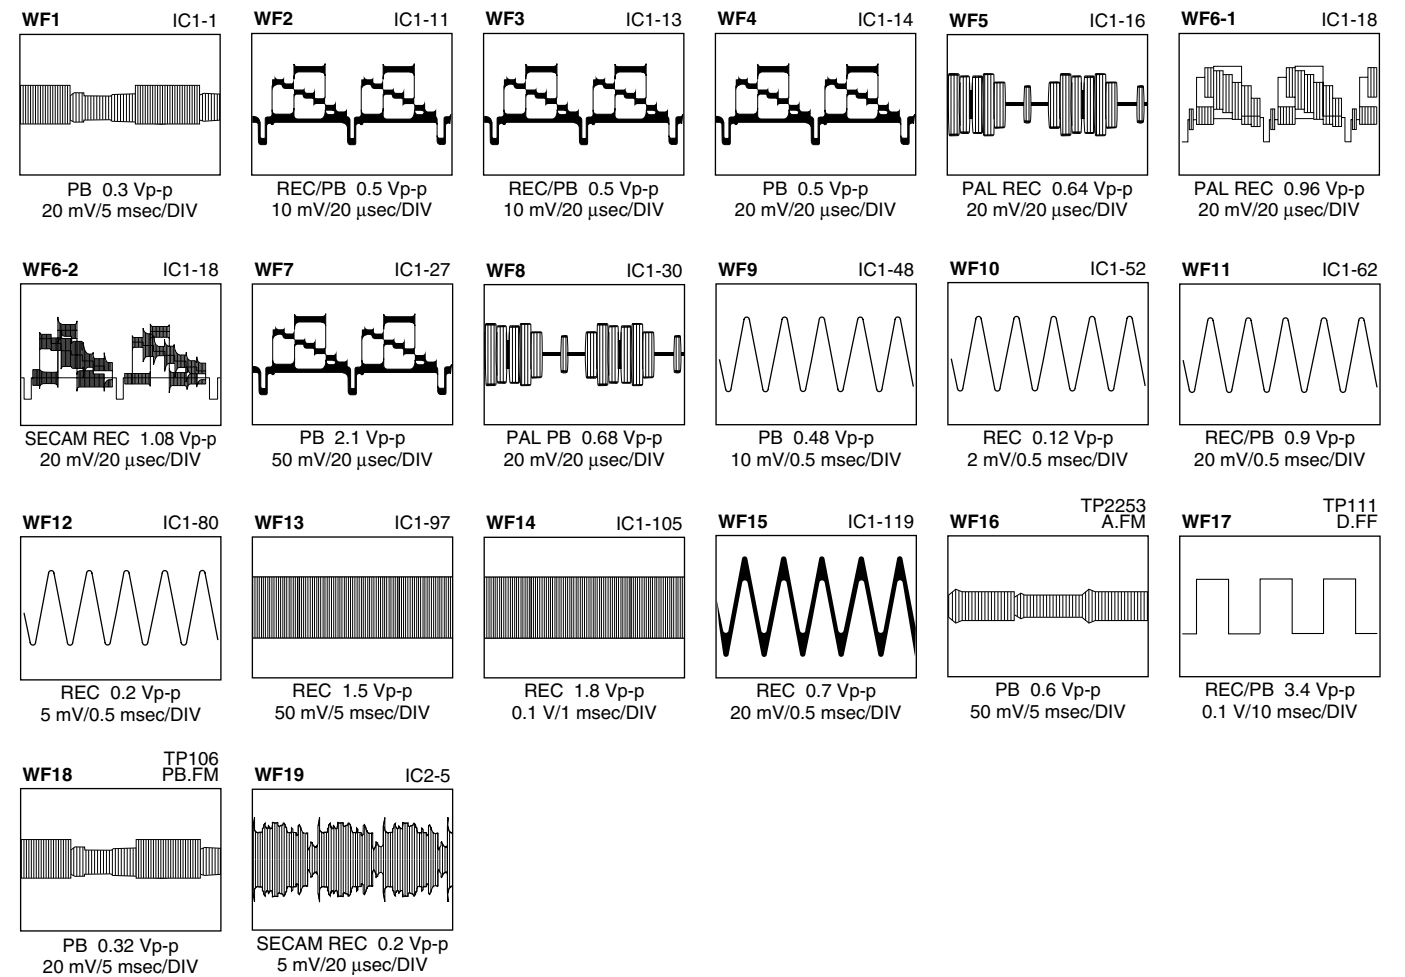 WF1 IC1-1
PB 0.3 Vp-p
20 mV/5 msec/DIV
WF2 IC1-11
REC/PB 0.5 Vp-p
10 mV/20 μsec/DIV
WF3 IC1-13
REC/PB 0.5 Vp-p
10 mV/20 μsec/DIV
WF4 IC1-14
PB 0.5 Vp-p
20 mV/20 μsec/DIV
WF5 IC1-16
PAL REC 0.64 Vp-p
20 mV/20 μsec/DIV
WF6-1 IC1-18
PAL REC 0.96 Vp-p
20 mV/20 μsec/DIV
WF6-2 IC1-18
SECAM REC 1.08 Vp-p
20 mV/20 μsec/DIV
WF7 IC1-27
PB 2.1 Vp-p
50 mV/20 μsec/DIV
WF8 IC1-30
PAL PB 0.68 Vp-p
20 mV/20 μsec/DIV
WF9 IC1-48
PB 0.48 Vp-p
10 mV/0.5 msec/DIV
WF10 IC1-52
REC 0.12 Vp-p
2 mV/0.5 msec/DIV
WF11 IC1-62
REC/PB 0.9 Vp-p
20 mV/0.5 msec/DIV
WF12 IC1-80
REC 0.2 Vp-p
5 mV/0.5 msec/DIV
WF13 IC1-97
REC 1.5 Vp-p
50 mV/5 msec/DIV
WF14 IC1-105
REC 1.8 Vp-p
0.1 V/1 msec/DIV
WF15 IC1-119
REC 0.7 Vp-p
20 mV/0.5 msec/DIV
TP2253
WF16 A.FM
PB 0.6 Vp-p
50 mV/5 msec/DIV
TP111
WF17 D.FF
REC/PB 3.4 Vp-p
0.1 V/10 msec/DIV
TP106
WF18 PB.FM
PB 0.32 Vp-p
20 mV/5 msec/DIV
WF19 IC2-5
SECAM REC 0.2 Vp-p
5 mV/20 μsec/DIV